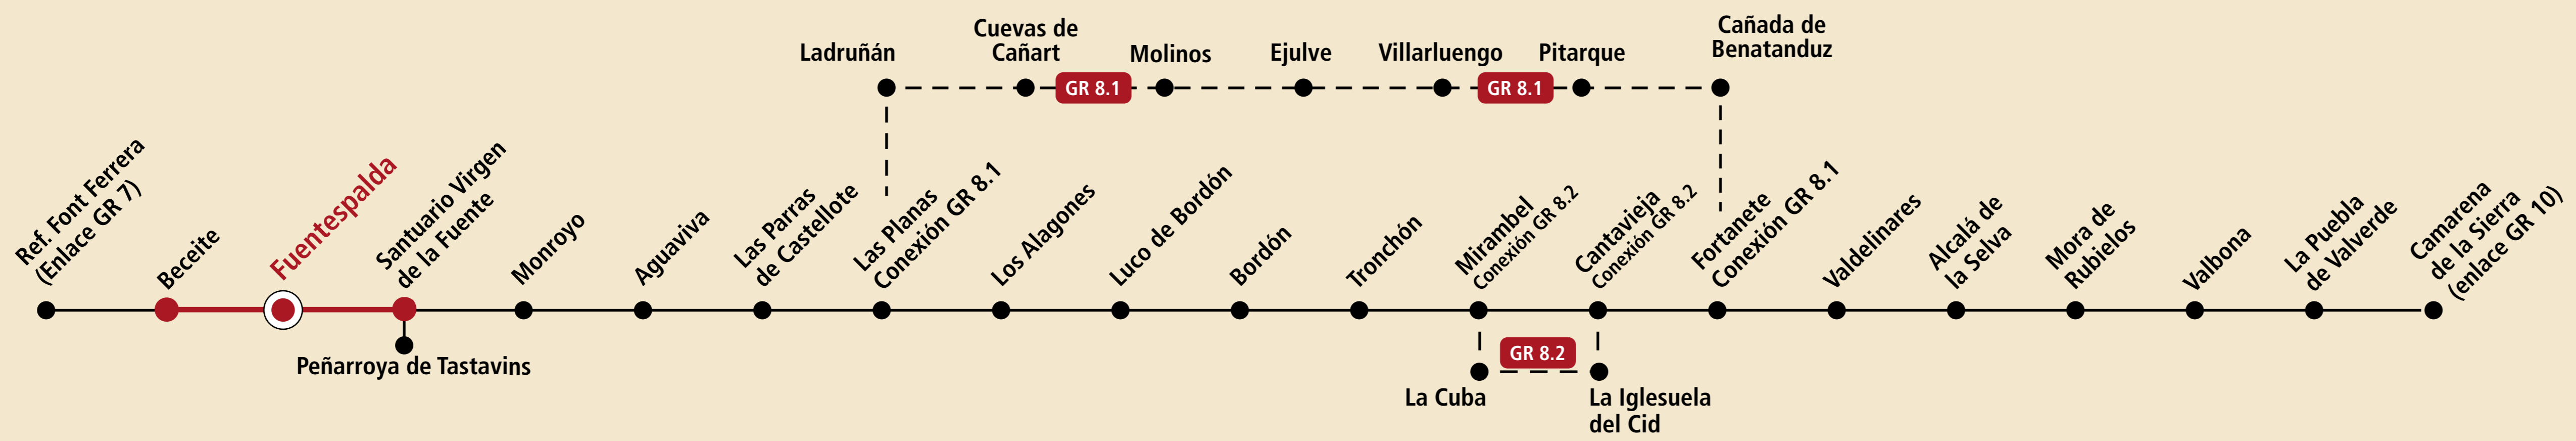 Ladruñán
Cuevas de
Cañart
GR 8.1
Molinos
Ejulve
Villarluengo
GR 8.1
Pitarque
Cañada de
Benatanduz
Ref. Font Ferrera
(Enlace GR 7)
Beceite
Fuentespalda
Santuario Virgen
de la Fuente
Peñarroya de Tastavins
Monroyo
Aguaviva
Las Parras
de Castellote
Las Planas
Conexión GR 8.1
Los Alagones
Luco de Bordón
Bordón
Tronchón
Mirambel
Conexión GR 8.2
Cantavieja
Conexión GR 8.2
Fortanete
Conexión GR 8.1
Valdelinares
Alcalá de
la Selva
Mora de
Rubielos
Valbona
La Puebla
de Valverde
Camarena
de la Sierra
(enlace GR 10)
GR 8.2
La Cuba
La Iglesuela
del Cid